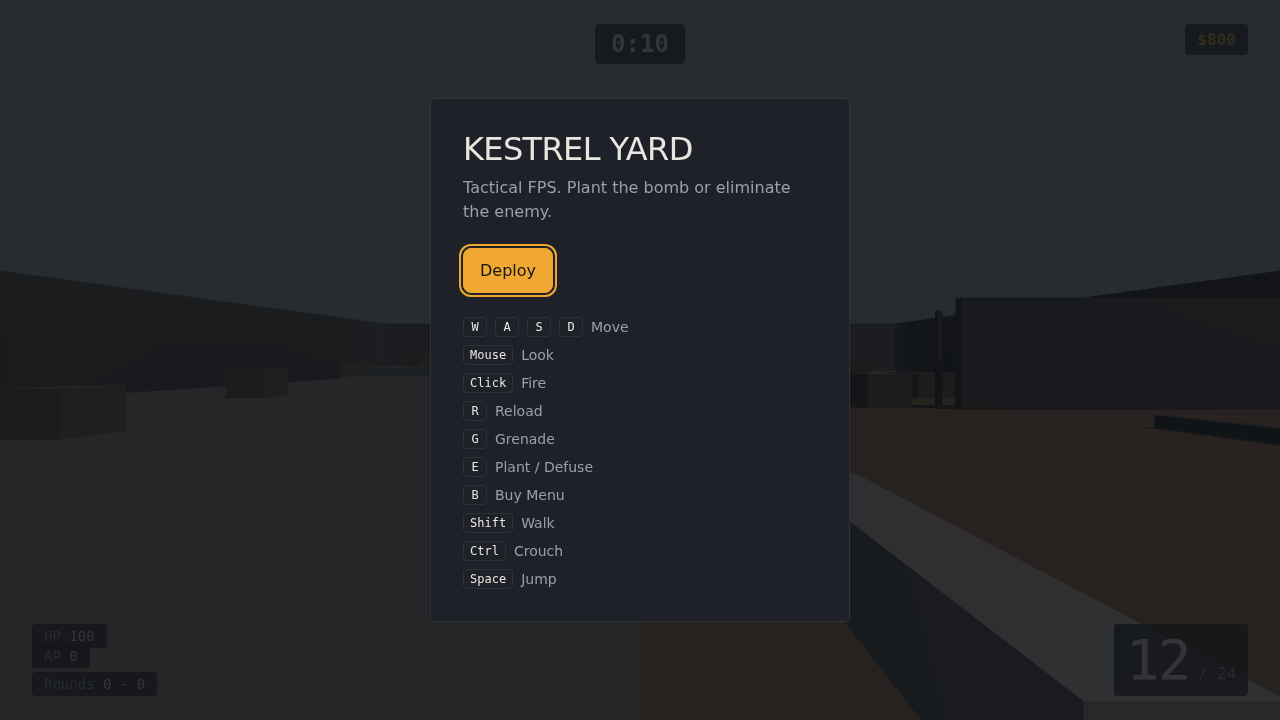 0:10
$800
KESTREL YARD
Tactical FPS. Plant the bomb or eliminate
the enemy.
Deploy
W A S D Move
Mouse Look
Click Fire
R Reload
G Grenade
E Plant / Defuse
B Buy Menu
Shift Walk
Ctrl Crouch
Space Jump
HP 100
AP 0
Rounds 0 - 0
12 / 24